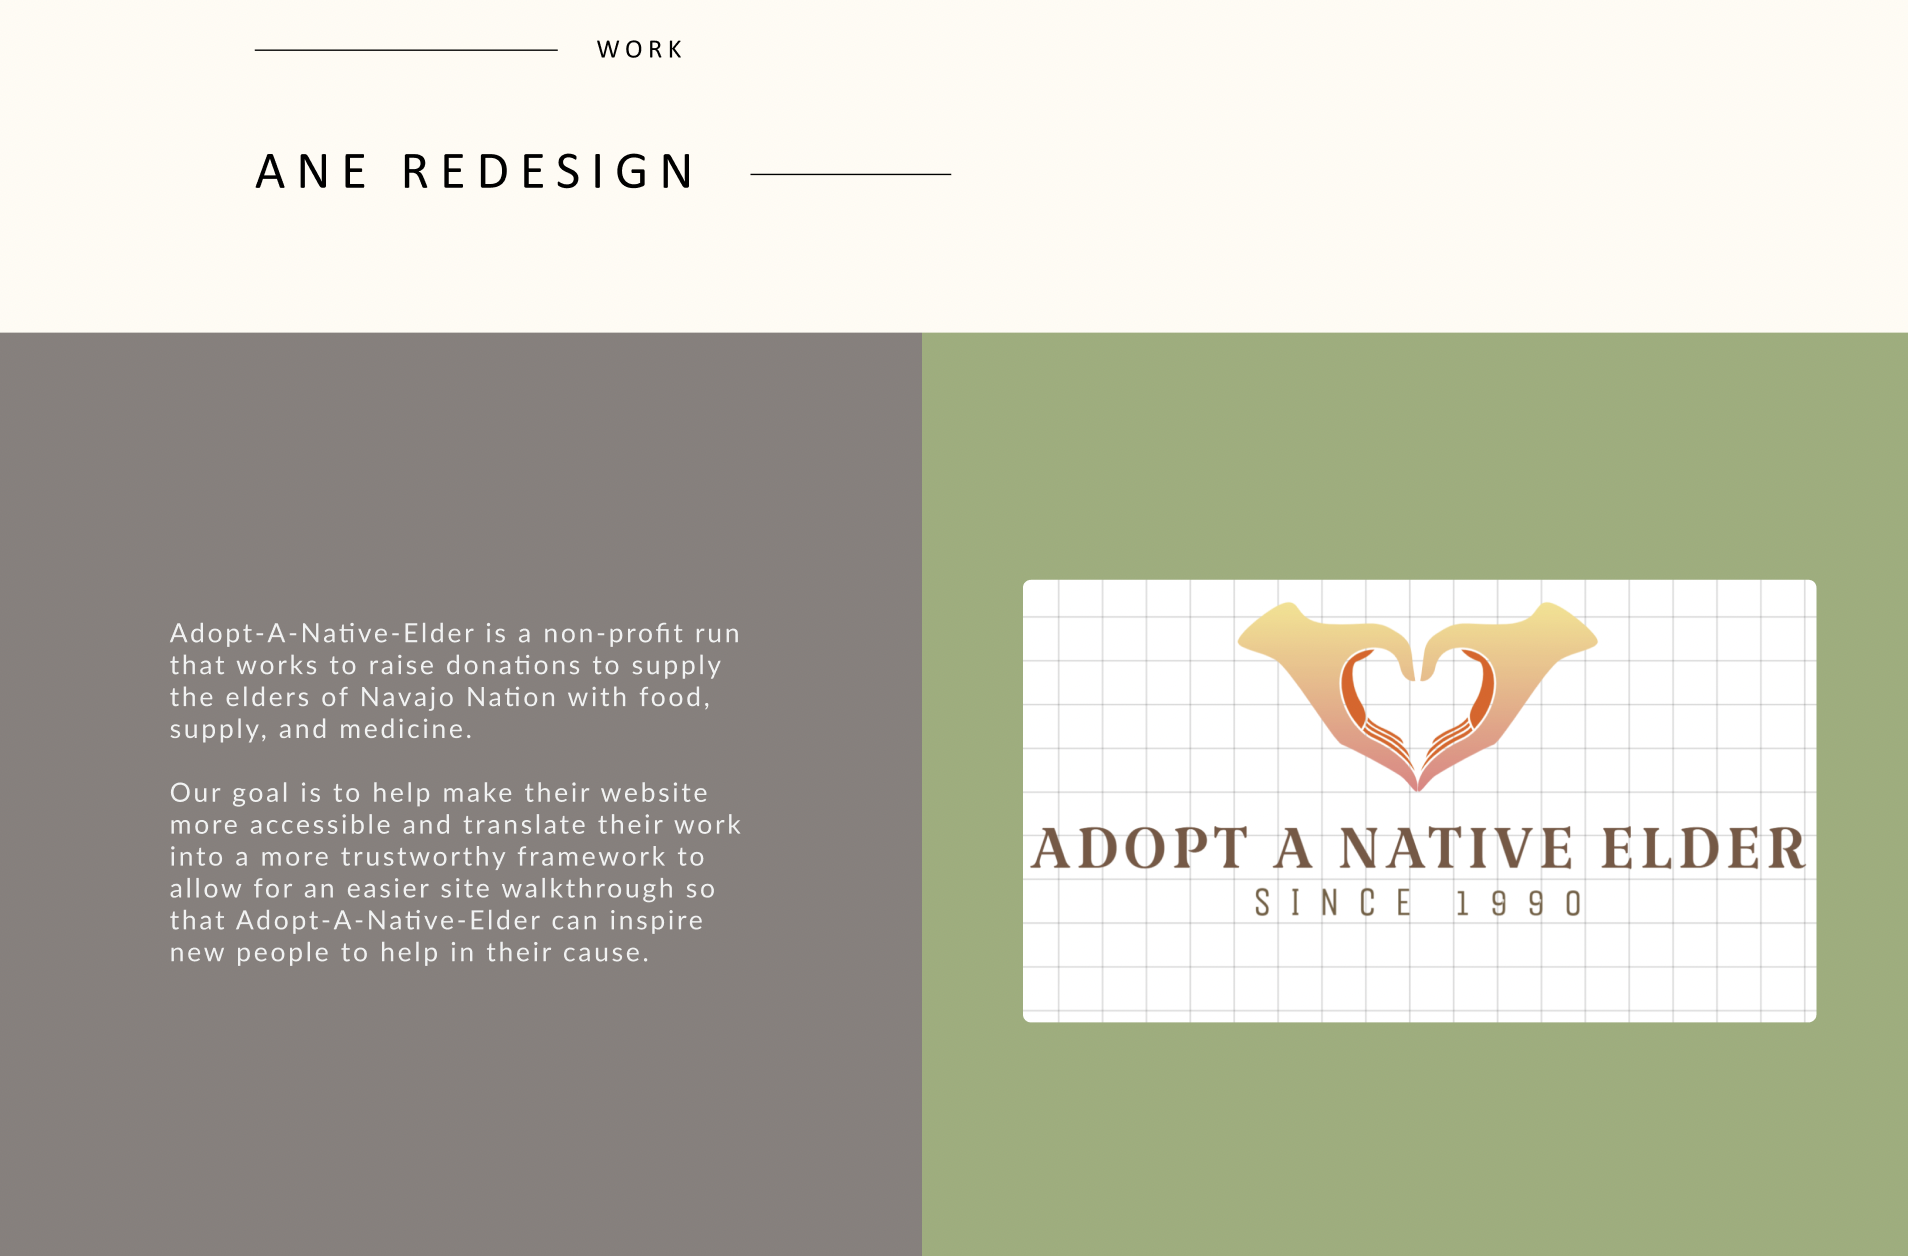 WORK
ANE REDESIGN
Adopt-A-Native-Elder is a non-profit run
that works to raise donations to supply
the elders of Navajo Nation with food,
supply, and medicine.
Our goal is to help make their website
more accessible and translate their work
into a more trustworthy framework to
allow for an easier site walkthrough so
that Adopt-A-Native-Elder can inspire
new people to help in their cause.
ADOPT A NATIVE ELDER
SINCE 1990